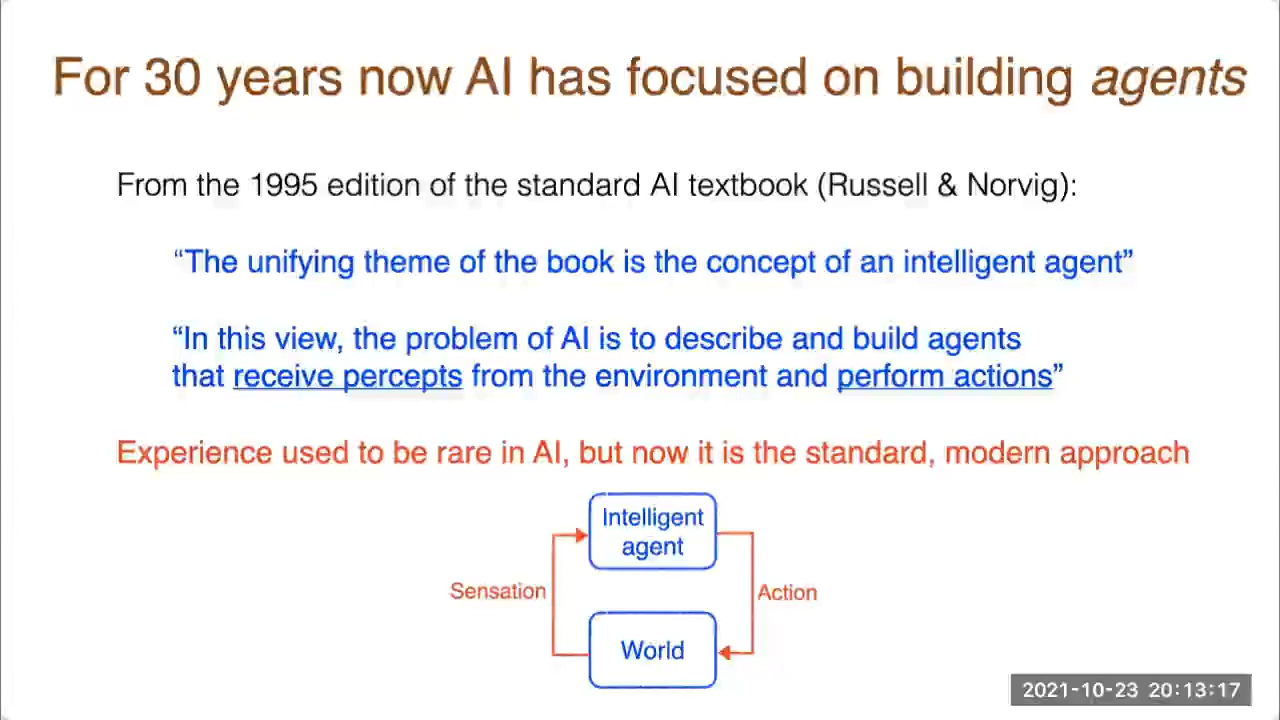 For 30 years now AI has focused on building agents
From the 1995 edition of the standard AI textbook (Russell & Norvig):
“The unifying theme of the book is the concept of an intelligent agent”
“In this view, the problem of AI is to describe and build agents
that receive percepts from the environment and perform actions”
Experience used to be rare in AI, but now it is the standard, modern approach
Intelligent
agent
Sensation
Action
World
2021-10-23 20:13:17